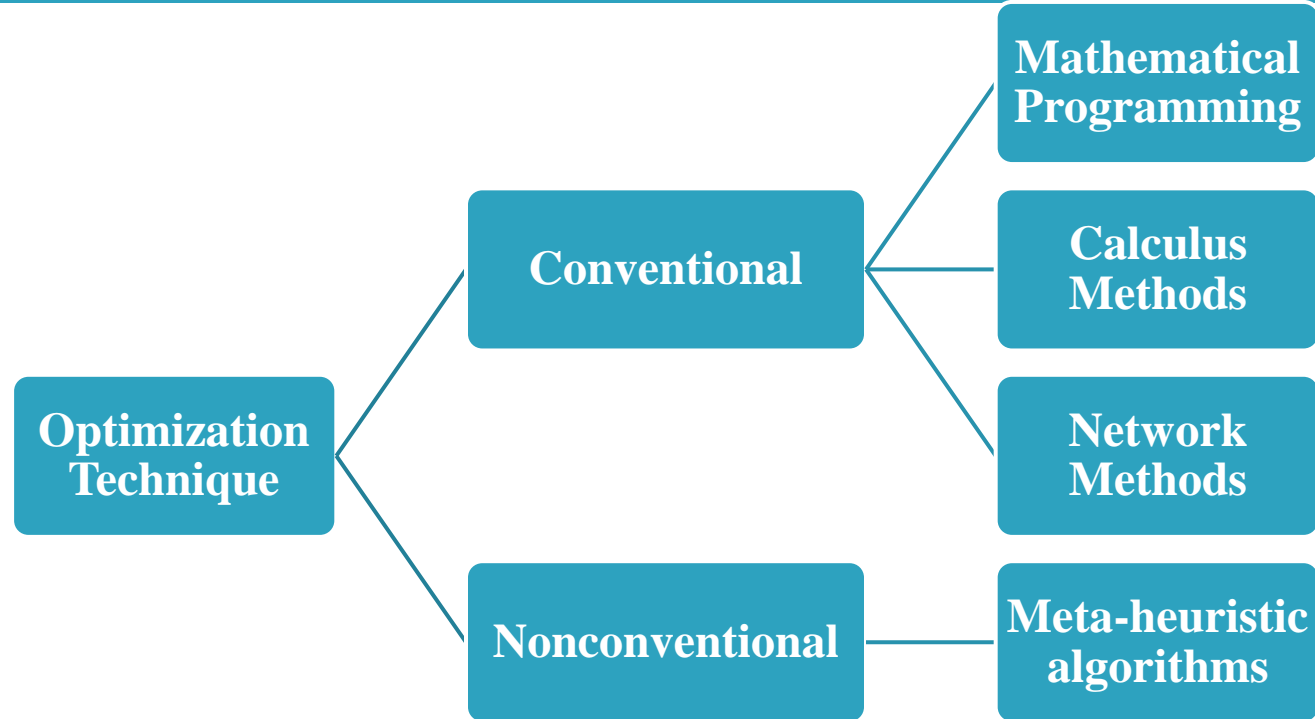 Mathematical
Programming
Conventional
Calculus
Methods
Optimization
Technique
Network
Methods
Nonconventional
Meta-heuristic
algorithms